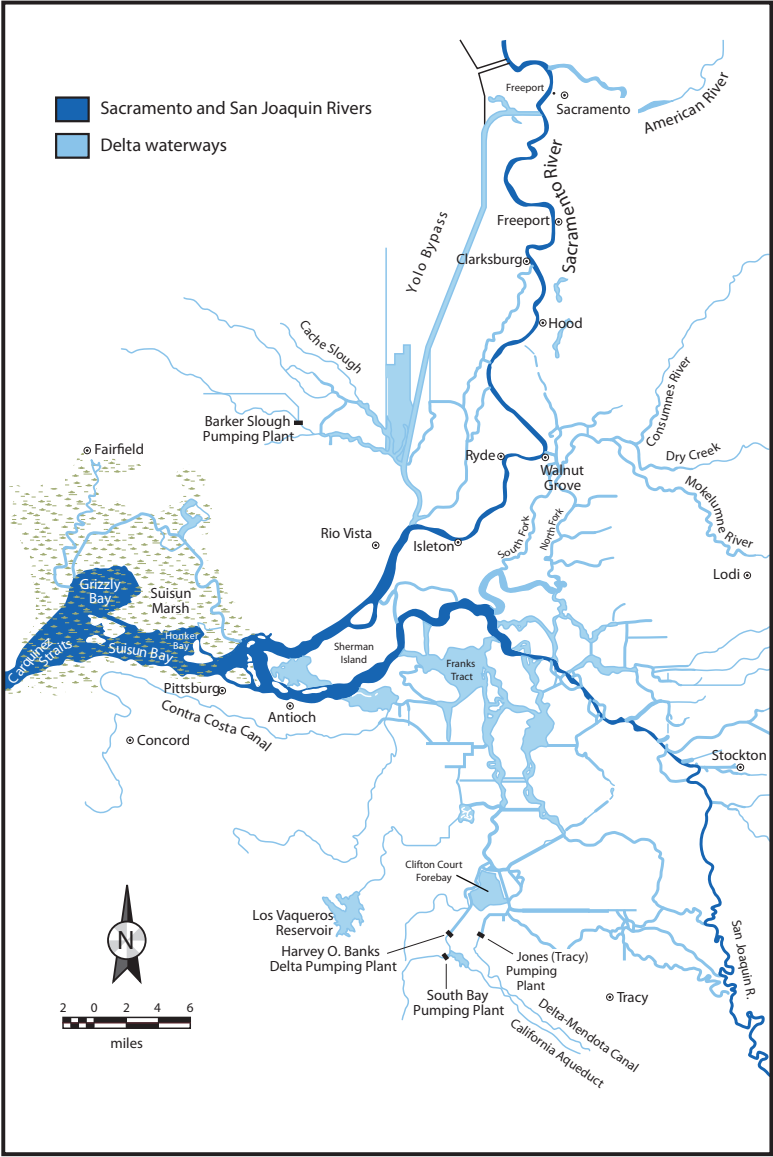 Sacramento and San Joaquin Rivers
Delta waterways
Freeport
Sacramento
American River
Sacramento River
Freeport
Yolo Bypass
Clarksburg
Hood
Cache Slough
Consumnes River
Barker Slough
Pumping Plant
Fairfield
Ryde
Walnut
Grove
Dry Creek
Mokelumne River
South Fork
North Fork
Rio Vista
Isleton
Lodi
Grizzly
Bay
Suisun
Marsh
Honker
Bay
Carquinez
Straits
Suisun Bay
Sherman
Island
Franks
Tract
Pittsburg
Antioch
Contra Costa Canal
Concord
Stockton
Clifton Court
Forebay
Los Vaqueros
Reservoir
Harvey O. Banks
Delta Pumping Plant
Jones (Tracy)
Pumping
Plant
South Bay
Pumping Plant
San Joaquin R.
Tracy
Delta-Mendota Canal
California Aqueduct
N
2 0 2 4 6
miles